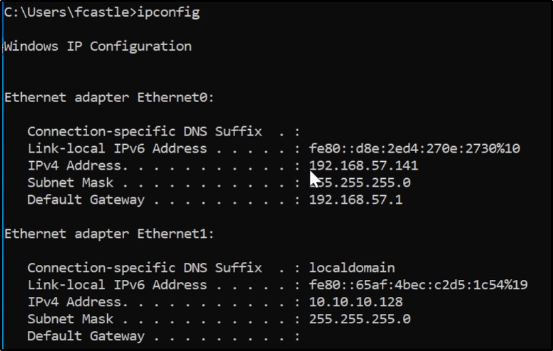 C:\Users\fcastle>ipconfig
Windows IP Configuration
Ethernet adapter Ethernet0:
Connection-specific DNS Suffix  . :
Link-local IPv6 Address . . . . . : fe80::d8e:2ed4:270e:2730%10
IPv4 Address. . . . . . . . . . . : 192.168.57.141
Subnet Mask . . . . . . . . . . . : 255.255.255.0
Default Gateway . . . . . . . . . : 192.168.57.1
Ethernet adapter Ethernet1:
Connection-specific DNS Suffix  . : localdomain
Link-local IPv6 Address . . . . . : fe80::65af:4bec:c2d5:1c54%19
IPv4 Address. . . . . . . . . . . : 10.10.10.128
Subnet Mask . . . . . . . . . . . : 255.255.255.0
Default Gateway . . . . . . . . . :